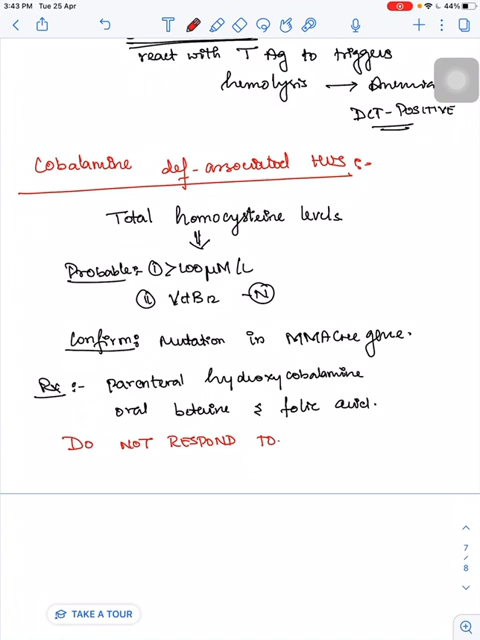 3:43 PM Tue 25 Apr 44%
react with T Ag to triggers
hemolysis → Anemia
DCT-POSITIVE
Cobalamine def-associated HUS:-
Total homocysteine levels
⇓
Probable:- ① >100 μM/L
② Vit B12 - Ⓝ
Confirm: Mutation in MMACHC gene.
Rx:- Parenteral hydroxycobalamine
oral betaine & folic acid.
DO NOT RESPOND TO.
7
8
TAKE A TOUR